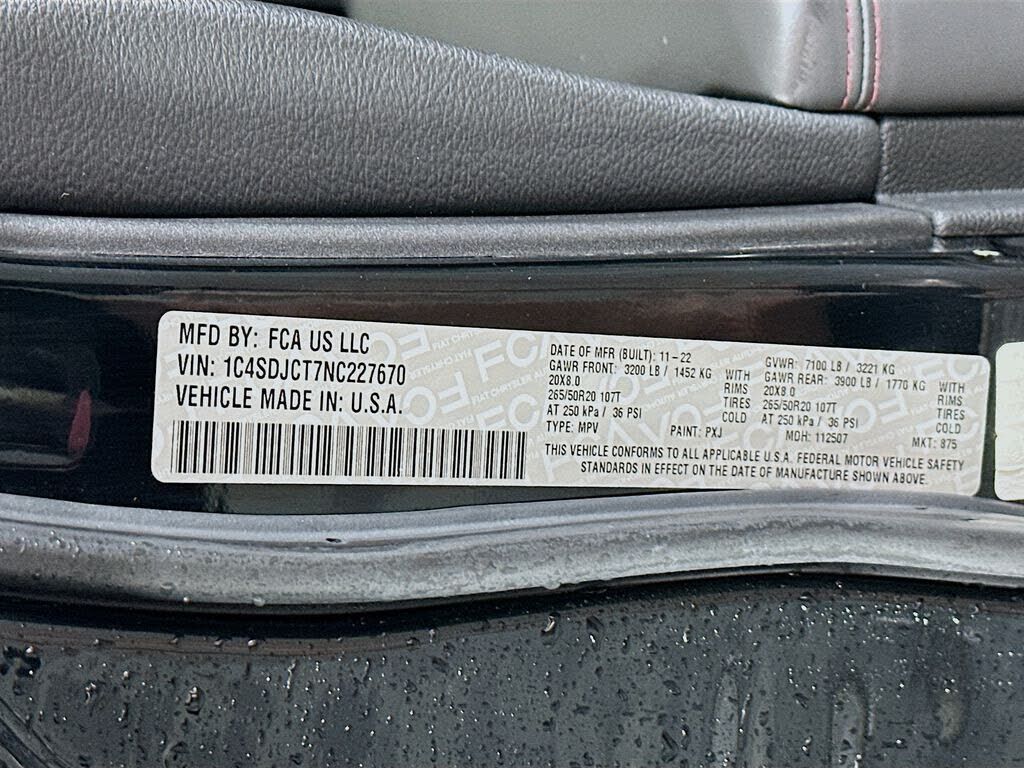 MFD BY: FCA US LLC
VIN: 1C4SDJCT7NC227670
VEHICLE MADE IN: U.S.A.
DATE OF MFR (BUILT): 11-22
GAWR FRONT: 3200 LB / 1452 KG WITH
20X8.0 RIMS
265/50R20 107T TIRES
AT 250 kPa / 36 PSI COLD
TYPE: MPV PAINT: PXJ
GVWR: 7100 LB / 3221 KG
GAWR REAR: 3900 LB / 1770 KG WITH
20X8.0 RIMS
265/50R20 107T TIRES
AT 250 kPa / 36 PSI COLD
MDH: 112507 MKT: 875
THIS VEHICLE CONFORMS TO ALL APPLICABLE U.S.A. FEDERAL MOTOR VEHICLE SAFETY
STANDARDS IN EFFECT ON THE DATE OF MANUFACTURE SHOWN ABOVE.